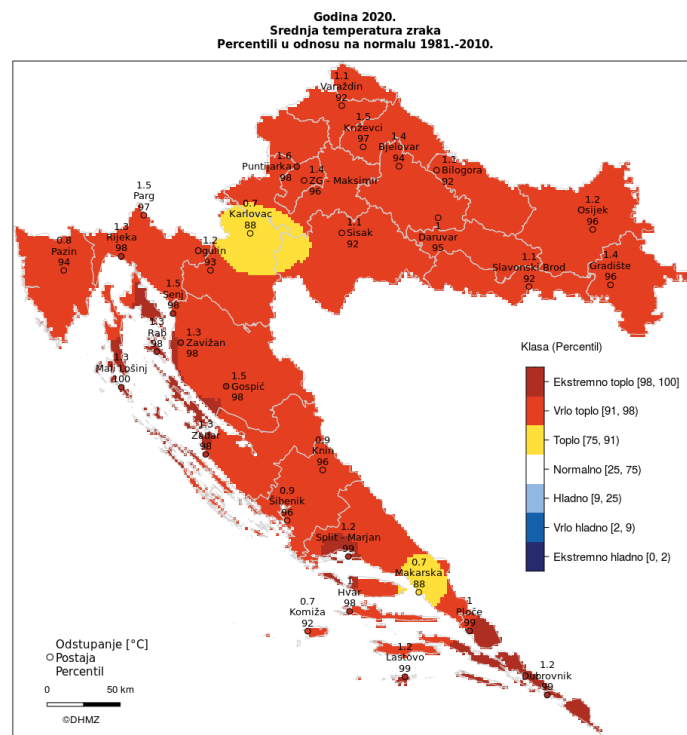 Godina 2020.
Srednja temperatura zraka
Percentili u odnosu na normalu 1981.-2010.
1.1
Varaždin
92
1.5
Križevci
97
1.4
Bjelovar
94
1.6
Puntijarka
98
1.4
ZG - Maksimir
96
1.1
Bilogora
92
1.5
Parg
97
0.7
Karlovac
88
1.1
Sisak
92
1
Daruvar
95
1.2
Osijek
96
0.8
Pazin
94
1.3
Rijeka
98
1.2
Ogulin
93
1.1
Slavonski Brod
92
1.4
Gradište
96
1.5
Senj
98
1.3
Rab
98
1.3
Zavižan
98
1.3
Mali Lošinj
100
1.5
Gospić
98
1.3
Zadar
98
0.9
Knin
96
0.9
Šibenik
96
1.2
Split - Marjan
99
0.7
Makarska
88
1
Hvar
98
0.7
Komiža
92
1
Ploče
99
1.2
Lastovo
99
1.2
Dubrovnik
99
Klasa (Percentil)
Ekstremno toplo [98, 100]
Vrlo toplo [91, 98]
Toplo [75, 91]
Normalno [25, 75]
Hladno [9, 25]
Vrlo hladno [2, 9]
Ekstremno hladno [0, 2]
Odstupanje [°C]
Postaja
Percentil
0 50 km
©DHMZ